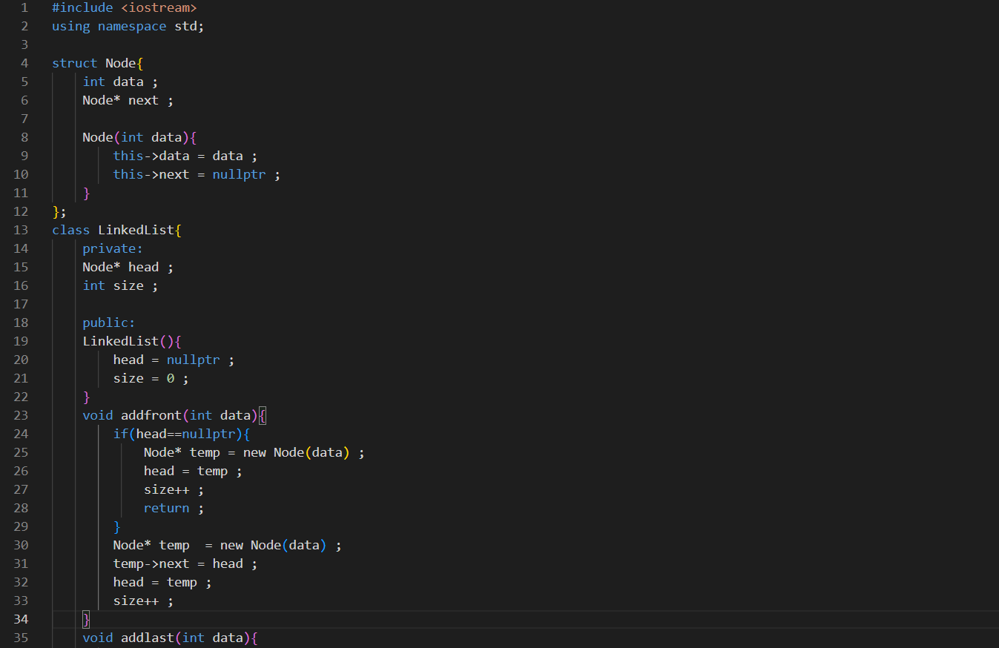 1 #include <iostream>
2 using namespace std;
3
4 struct Node{
5     int data ;
6     Node* next ;
7
8     Node(int data){
9         this->data = data ;
10         this->next = nullptr ;
11     }
12 };
13 class LinkedList{
14     private:
15     Node* head ;
16     int size ;
17
18     public:
19     LinkedList(){
20         head = nullptr ;
21         size = 0 ;
22     }
23     void addfront(int data){
24         if(head==nullptr){
25             Node* temp = new Node(data) ;
26             head = temp ;
27             size++ ;
28             return ;
29         }
30         Node* temp  = new Node(data) ;
31         temp->next = head ;
32         head = temp ;
33         size++ ;
34     }
35     void addlast(int data){